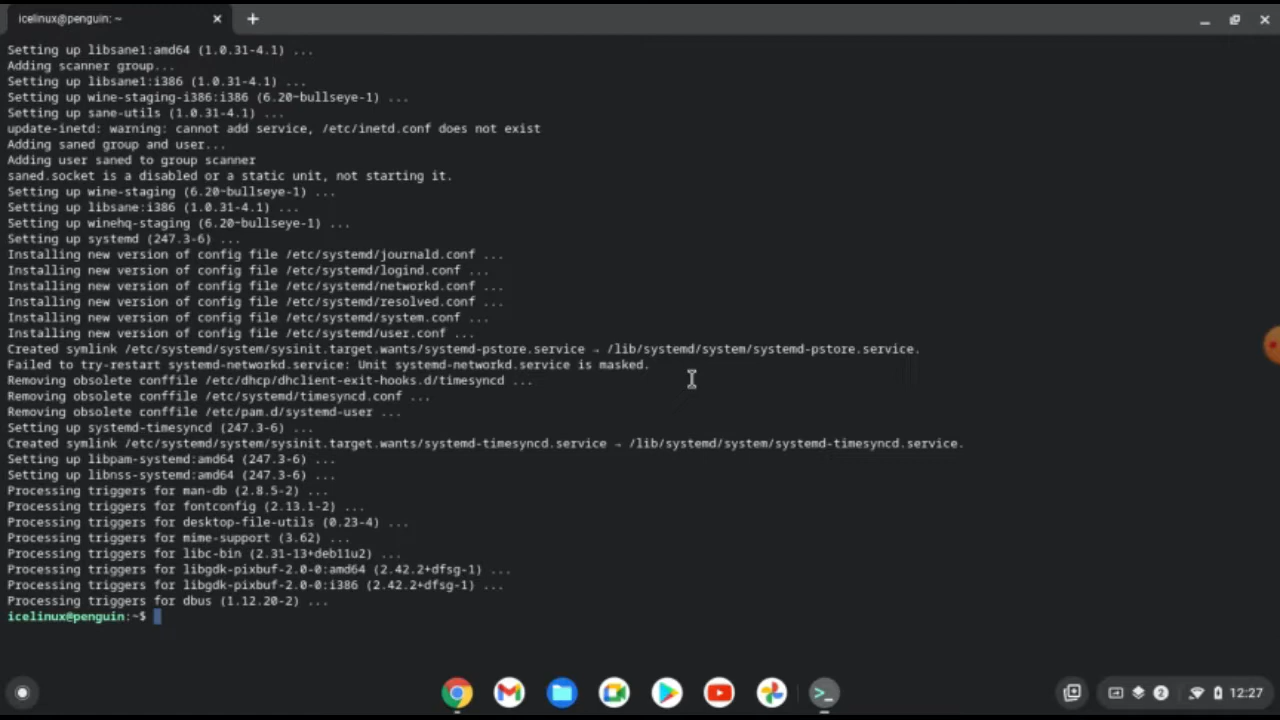 icelinux@penguin: ~
Setting up libsane1:amd64 (1.0.31-4.1) ...
Adding scanner group...
Setting up libsane1:i386 (1.0.31-4.1) ...
Setting up wine-staging-i386:i386 (6.20~bullseye-1) ...
Setting up sane-utils (1.0.31-4.1) ...
update-inetd: warning: cannot add service, /etc/inetd.conf does not exist
Adding saned group and user...
Adding user saned to group scanner
saned.socket is a disabled or a static unit, not starting it.
Setting up wine-staging (6.20~bullseye-1) ...
Setting up libsane:i386 (1.0.31-4.1) ...
Setting up winehq-staging (6.20~bullseye-1) ...
Setting up systemd (247.3-6) ...
Installing new version of config file /etc/systemd/journald.conf ...
Installing new version of config file /etc/systemd/logind.conf ...
Installing new version of config file /etc/systemd/networkd.conf ...
Installing new version of config file /etc/systemd/resolved.conf ...
Installing new version of config file /etc/systemd/system.conf ...
Installing new version of config file /etc/systemd/user.conf ...
Created symlink /etc/systemd/system/sysinit.target.wants/systemd-pstore.service → /lib/systemd/system/systemd-pstore.service.
Failed to try-restart systemd-networkd.service: Unit systemd-networkd.service is masked.
Removing obsolete conffile /etc/dhcp/dhclient-exit-hooks.d/timesyncd ...
Removing obsolete conffile /etc/systemd/timesyncd.conf ...
Removing obsolete conffile /etc/pam.d/systemd-user ...
Setting up systemd-timesyncd (247.3-6) ...
Created symlink /etc/systemd/system/sysinit.target.wants/systemd-timesyncd.service → /lib/systemd/system/systemd-timesyncd.service.
Setting up libpam-systemd:amd64 (247.3-6) ...
Setting up libnss-systemd:amd64 (247.3-6) ...
Processing triggers for man-db (2.8.5-2) ...
Processing triggers for fontconfig (2.13.1-2) ...
Processing triggers for desktop-file-utils (0.23-4) ...
Processing triggers for mime-support (3.62) ...
Processing triggers for libc-bin (2.31-13+deb11u2) ...
Processing triggers for libgdk-pixbuf-2.0-0:amd64 (2.42.2+dfsg-1) ...
Processing triggers for libgdk-pixbuf-2.0-0:i386 (2.42.2+dfsg-1) ...
Processing triggers for dbus (1.12.20-2) ...
icelinux@penguin:~$
2 12:27